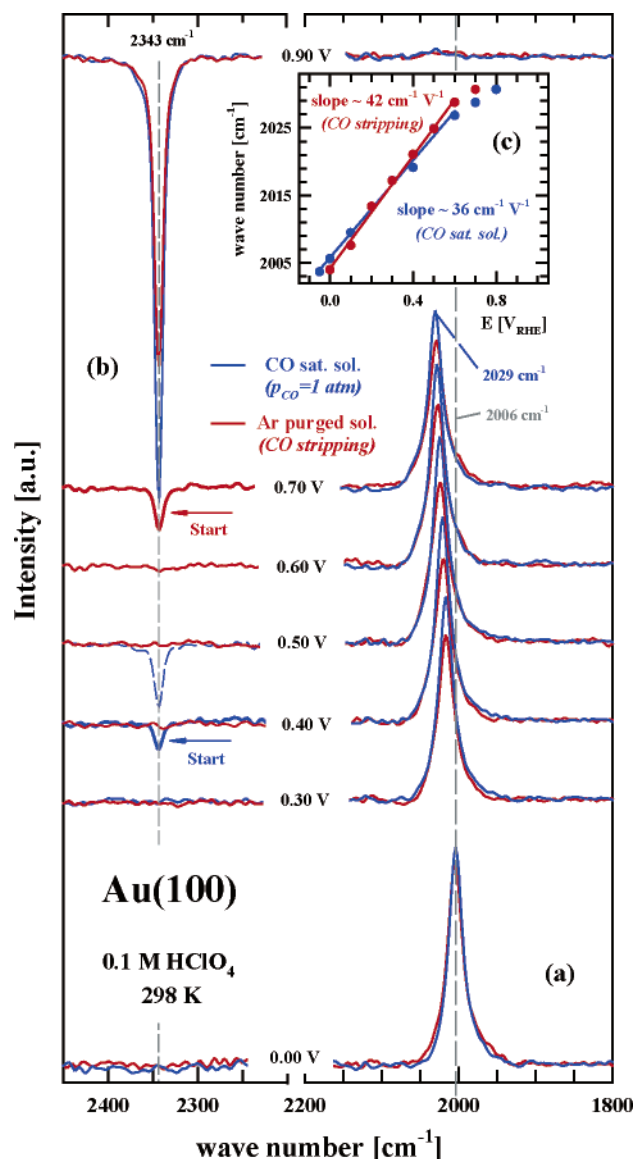 2343 cm⁻¹
0.90 V
slope ~ 42 cm⁻¹ V⁻¹
(CO stripping)
(c)
slope ~ 36 cm⁻¹ V⁻¹
(CO sat. sol.)
wave number [cm⁻¹]
2025
2015
2005
0.0 0.4 0.8
E [V_RHE]
(b)
CO sat. sol.
(p_CO=1 atm)
Ar purged sol.
(CO stripping)
2029 cm⁻¹
2006 cm⁻¹
0.70 V
Start
0.60 V
0.50 V
0.40 V
Start
0.30 V
Au(100)
0.1 M HClO₄
298 K
(a)
0.00 V
Intensity [a.u.]
2400 2300 2200 2000 1800
wave number [cm⁻¹]